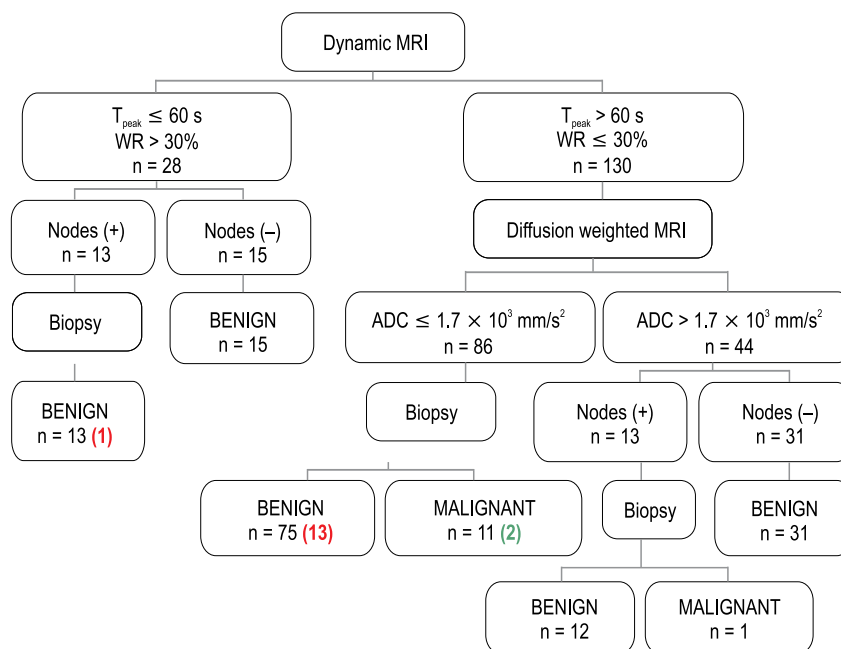 Dynamic MRI
T_peak ≤ 60 s
WR > 30%
n = 28
T_peak > 60 s
WR ≤ 30%
n = 130
Nodes (+)
n = 13
Nodes (–)
n = 15
Diffusion weighted MRI
Biopsy
BENIGN
n = 15
ADC ≤ 1.7 × 10³ mm/s²
n = 86
ADC > 1.7 × 10³ mm/s²
n = 44
BENIGN
n = 13 (1)
Biopsy
Nodes (+)
n = 13
Nodes (–)
n = 31
BENIGN
n = 75 (13)
MALIGNANT
n = 11 (2)
Biopsy
BENIGN
n = 31
BENIGN
n = 12
MALIGNANT
n = 1